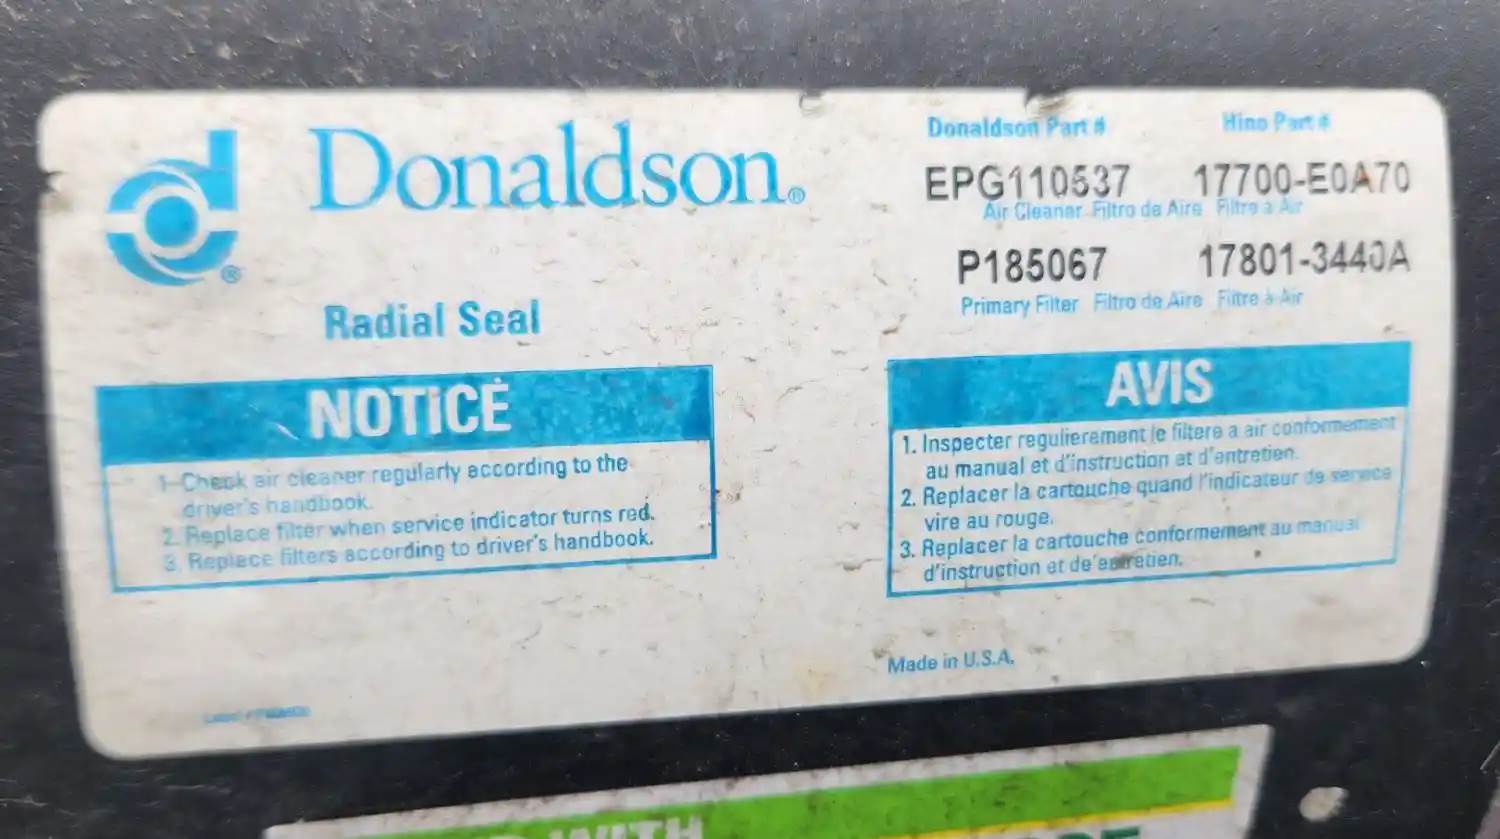 Donaldson®
Radial Seal
Donaldson Part # Hino Part #
EPG110537 17700-E0A70
Air Cleaner Filtro de Aire Filtre à Air
P185067 17801-3440A
Primary Filter Filtro de Aire Filtre à Air
NOTICE
1. Check air cleaner regularly according to the
driver's handbook.
2. Replace filter when service indicator turns red.
3. Replace filters according to driver's handbook.
AVIS
1. Inspecter regulierement le filtere a air conformement
au manual et d'instruction et d'entretien.
2. Replacer la cartouche quand l'indicateur de service
vire au rouge.
3. Replacer la cartouche conformement au manual
d'instruction et de'entretien.
Made in U.S.A.
WITH